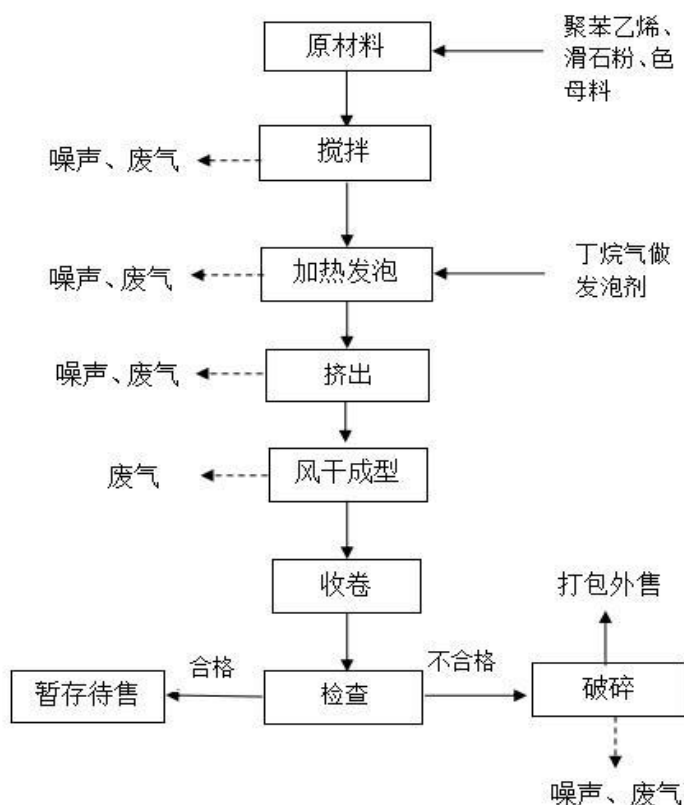 原材料
聚苯乙烯、
滑石粉、色
母料
搅拌
噪声、废气
加热发泡
噪声、废气
丁烷气做
发泡剂
挤出
噪声、废气
风干成型
废气
收卷
打包外售
合格
不合格
暂存待售
检查
破碎
噪声、废气